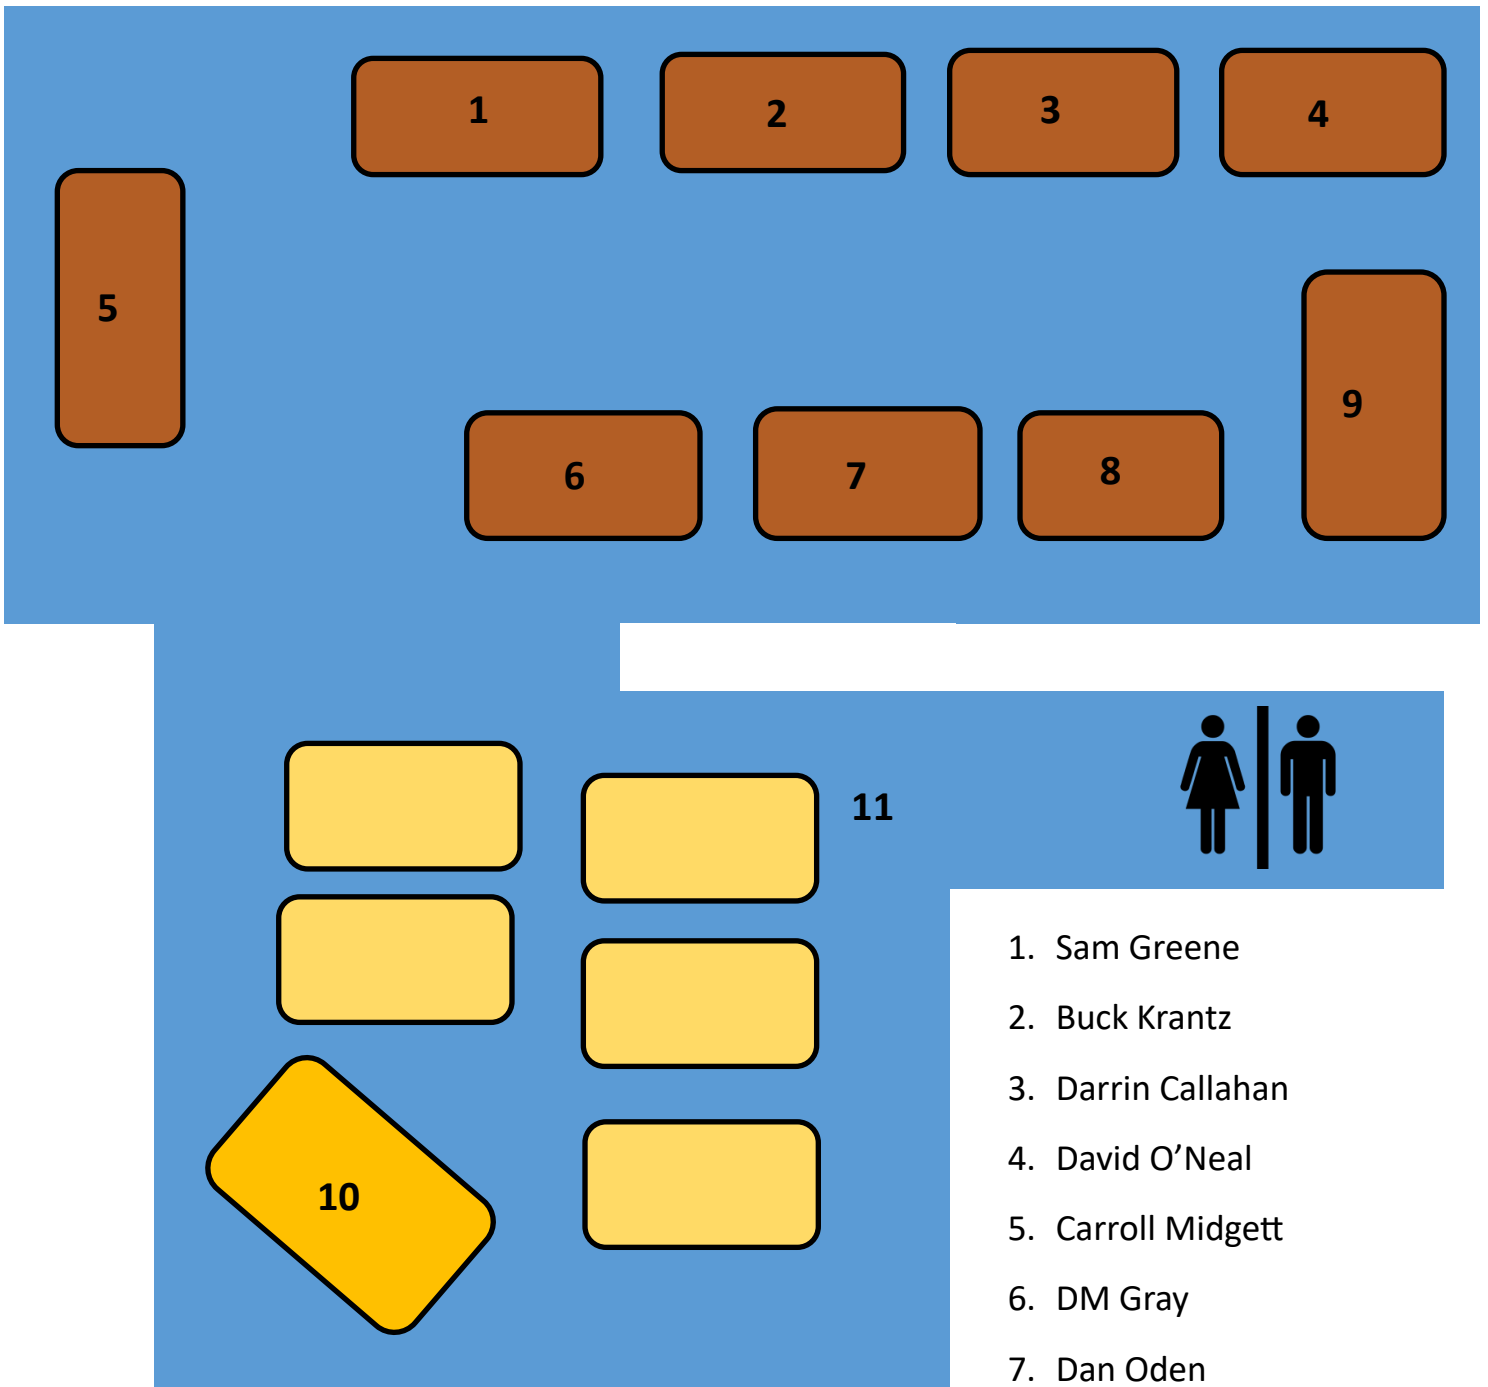 1
2
3
4
5
9
6
7
8
11
10
1. Sam Greene
2. Buck Krantz
3. Darrin Callahan
4. David O’Neal
5. Carroll Midgett
6. DM Gray
7. Dan Oden